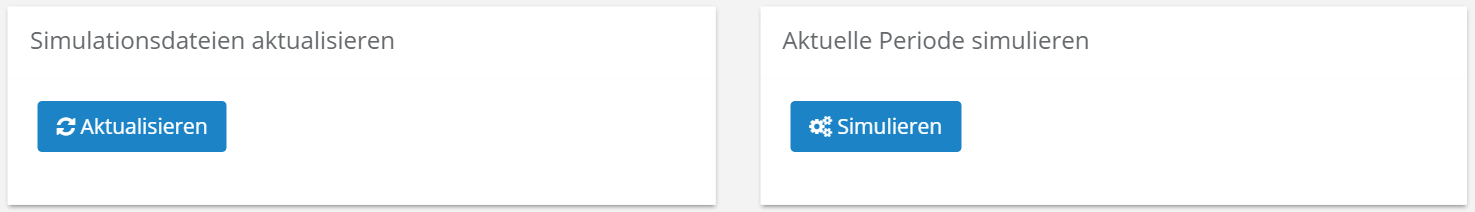 Simulationsdateien aktualisieren
Aktualisieren
Aktuelle Periode simulieren
Simulieren